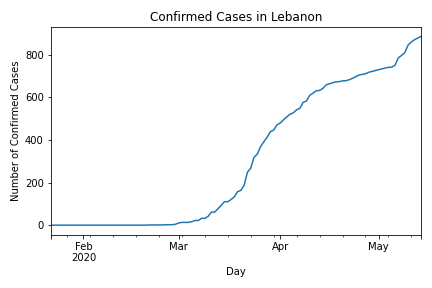 Confirmed Cases in Lebanon
Number of Confirmed Cases
800
600
400
200
0
Feb Mar Apr May
2020
Day